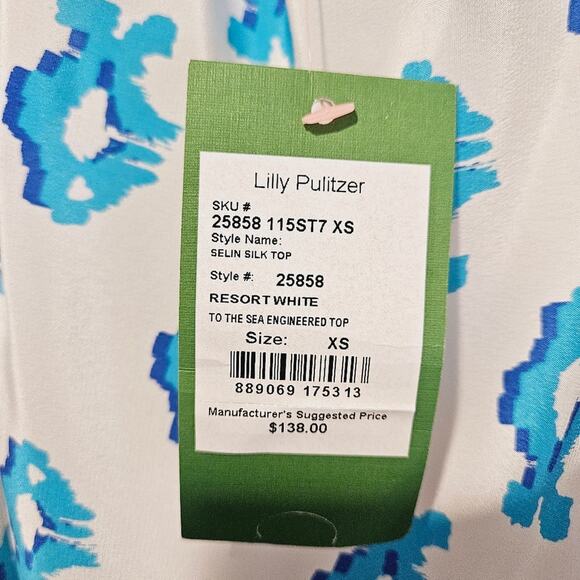 Lilly Pulitzer
SKU #
25858 115ST7 XS
Style Name:
SELIN SILK TOP
Style #: 25858
RESORT WHITE
TO THE SEA ENGINEERED TOP
Size: XS
889069 175313
Manufacturer's Suggested Price
$138.00